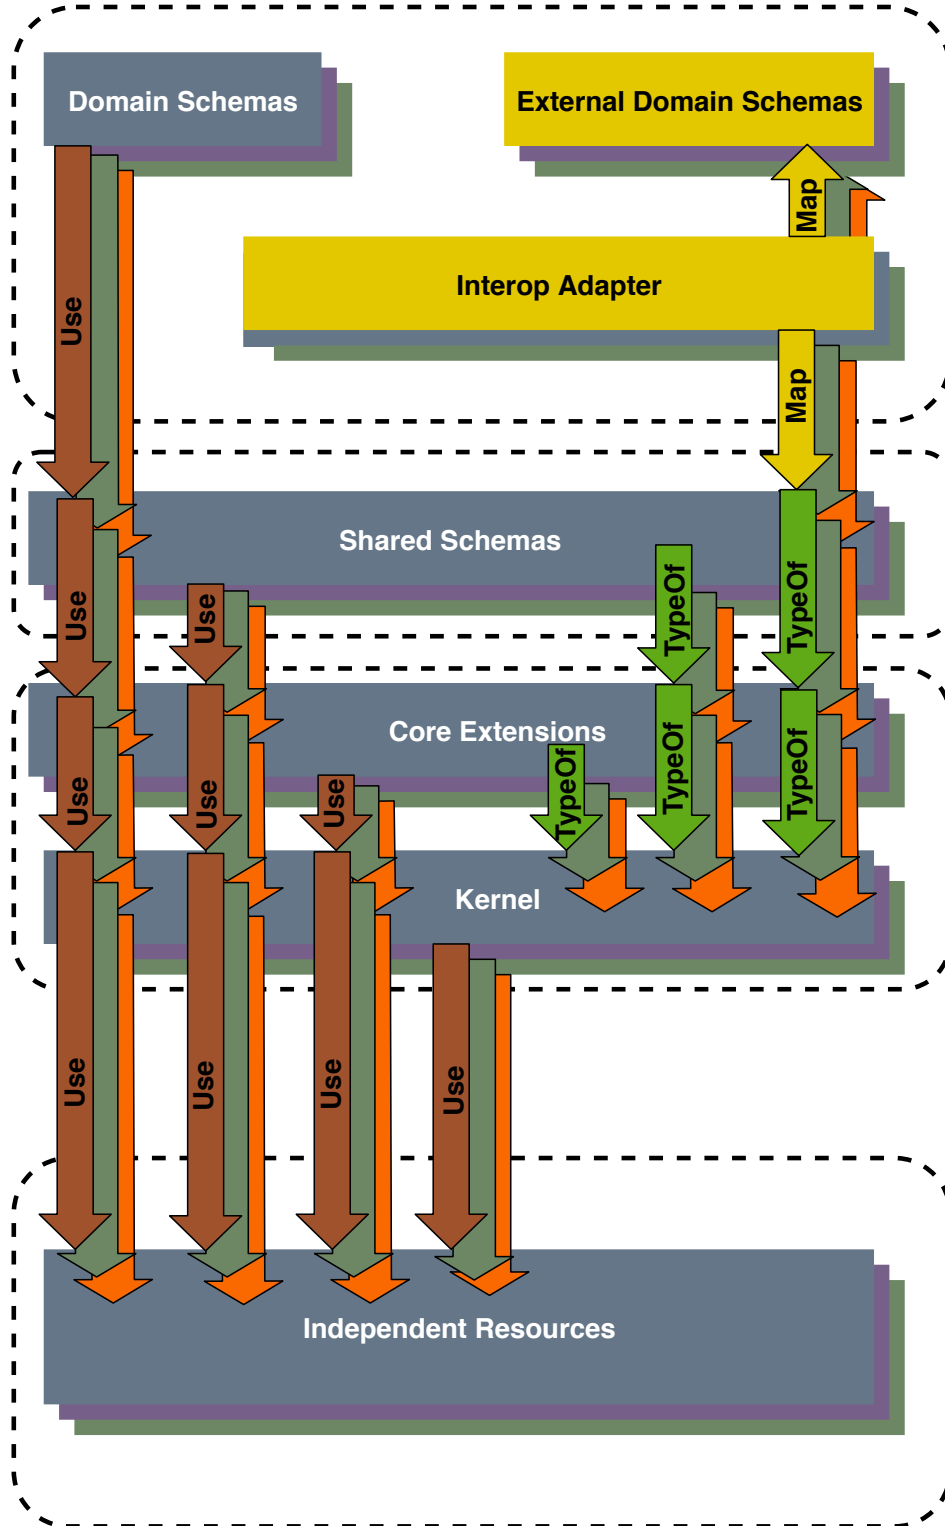 Domain Schemas
External Domain Schemas
Map
Interop Adapter
Use
Map
Shared Schemas
Use
Use
TypeOf
TypeOf
Core Extensions
Use
Use
Use
TypeOf
TypeOf
TypeOf
Kernel
Use
Use
Use
Use
Independent Resources